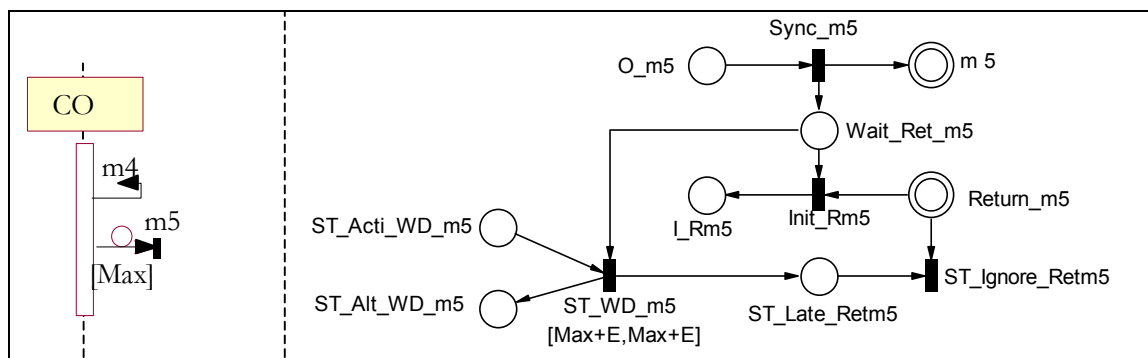 CO
m4
m5
[Max]
Sync_m5
O_m5
m 5
Wait_Ret_m5
I_Rm5
Init_Rm5
Return_m5
ST_Acti_WD_m5
ST_Alt_WD_m5
ST_WD_m5
[Max+E,Max+E]
ST_Late_Retm5
ST_Ignore_Retm5